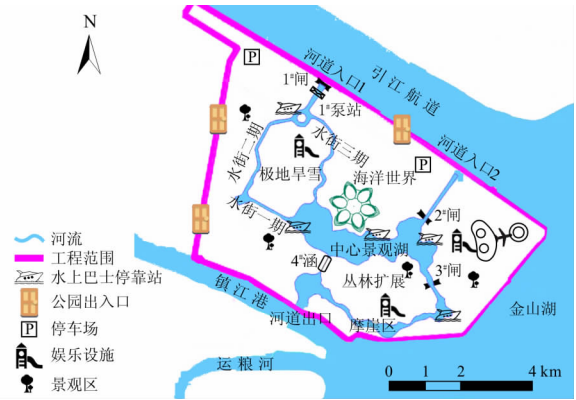 N
P
河道入口1
引江航道
1#闸
1#泵站
水街二期
水街三期
P
河道入口2
极地旱雪
海洋世界
水街一期
2#闸
中心景观湖
4#涵
丛林扩展
3#闸
镇江港
河道出口
摩崖区
金山湖
运粮河
河流
工程范围
水上巴士停靠站
公园出入口
P 停车场
娱乐设施
景观区
0 1 2 4 km